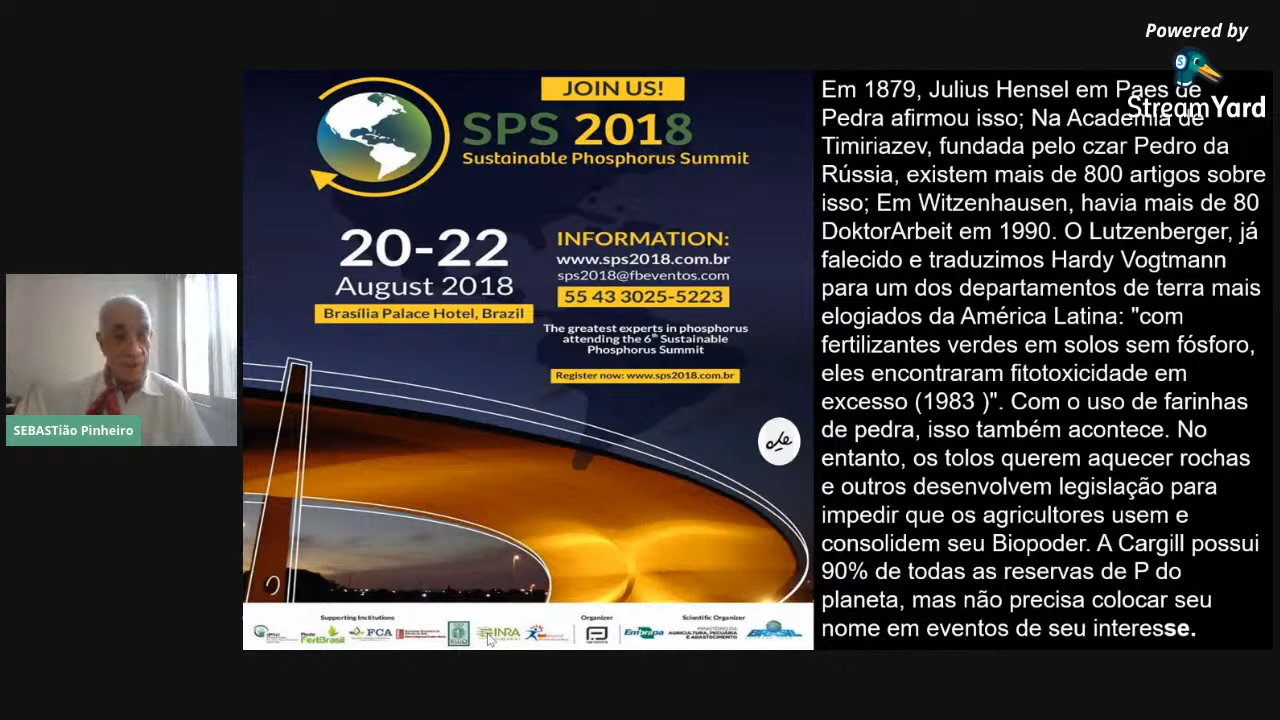 Powered by
StreamYard
JOIN US!
SPS 2018
Sustainable Phosphorus Summit
20-22
August 2018
Brasília Palace Hotel, Brazil
INFORMATION:
www.sps2018.com.br
sps2018@fbeventos.com
55 43 3025-5223
The greatest experts in phosphorus
attending the 6th Sustainable
Phosphorus Summit
Register now: www.sps2018.com.br
Supporting Institutions
Organizer
Scientific Organizer
IPNI
Rede
FertBrasil
FCA
INRA
Embrapa
MINISTÉRIO DA
AGRICULTURA, PECUÁRIA
E ABASTECIMENTO
BRASIL
SEBASTião Pinheiro
Em 1879, Julius Hensel em Paes de
Pedra afirmou isso; Na Academia de
Timiriazev, fundada pelo czar Pedro da
Rússia, existem mais de 800 artigos sobre
isso; Em Witzenhausen, havia mais de 80
DoktorArbeit em 1990. O Lutzenberger, já
falecido e traduzimos Hardy Vogtmann
para um dos departamentos de terra mais
elogiados da América Latina: "com
fertilizantes verdes em solos sem fósforo,
eles encontraram fitotoxicidade em
excesso (1983 )". Com o uso de farinhas
de pedra, isso também acontece. No
entanto, os tolos querem aquecer rochas
e outros desenvolvem legislação para
impedir que os agricultores usem e
consolidem seu Biopoder. A Cargill possui
90% de todas as reservas de P do
planeta, mas não precisa colocar seu
nome em eventos de seu interesse.